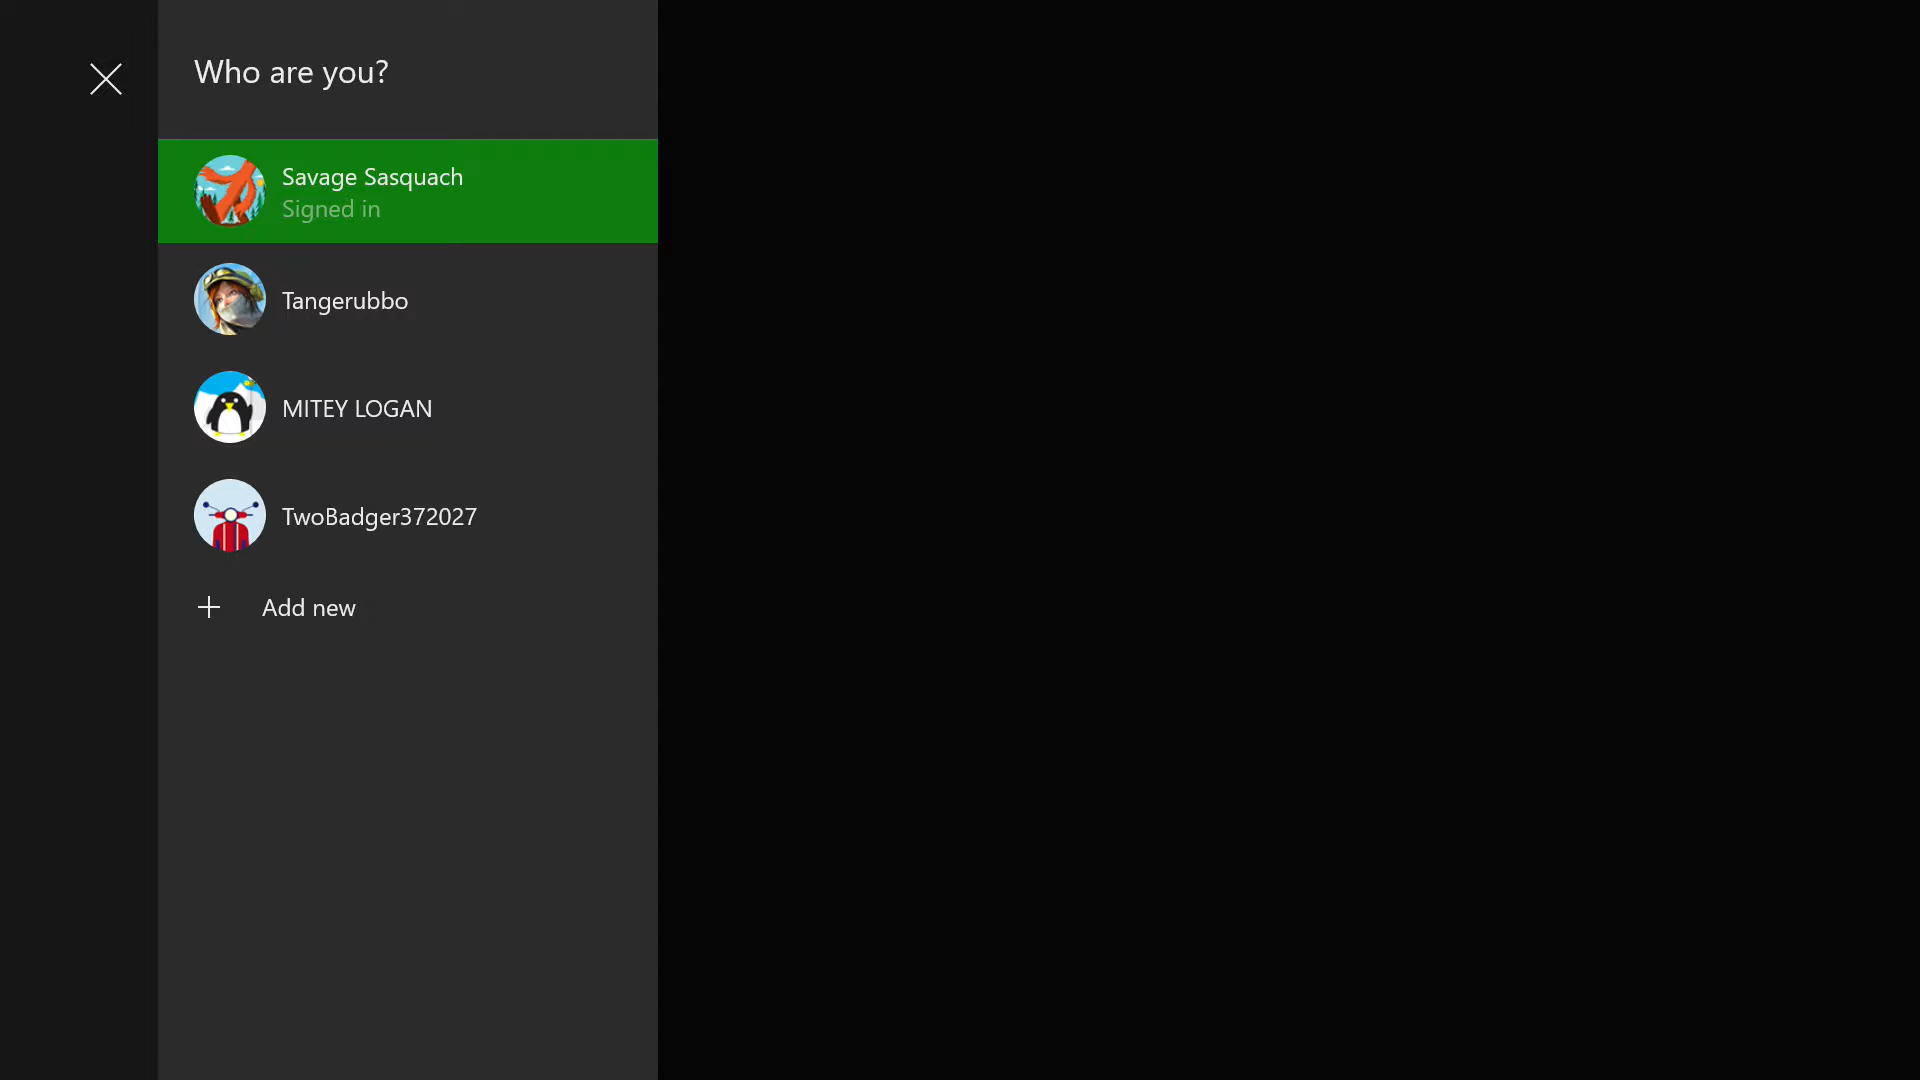 Who are you?
Savage Sasquach
Signed in
Tangerubbo
MITEY LOGAN
TwoBadger372027
Add new